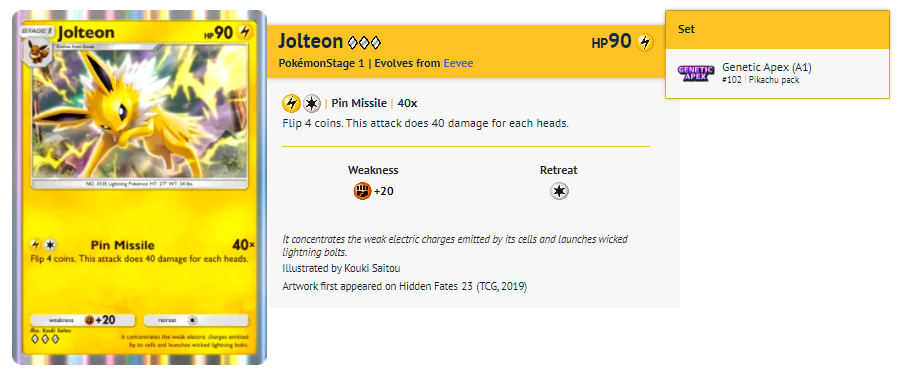 STAGE 1 Jolteon HP 90
Evolves from Eevee
NO. 0135 Lightning Pokémon HT: 2'7" WT: 54 lbs.
Pin Missile 40x
Flip 4 coins. This attack does 40 damage for each heads.
weakness +20 retreat
Illus. Kouki Saitou
It concentrates the weak electric charges emitted
by its cells and launches wicked lightning bolts.
Jolteon HP 90
PokémonStage 1 | Evolves from Eevee
| Pin Missile | 40x
Flip 4 coins. This attack does 40 damage for each heads.
Weakness Retreat
+20
It concentrates the weak electric charges emitted by its cells and launches wicked
lightning bolts.
Illustrated by Kouki Saitou
Artwork first appeared on Hidden Fates 23 (TCG, 2019)
Set
GENETIC
APEX
Genetic Apex (A1)
#102 | Pikachu pack